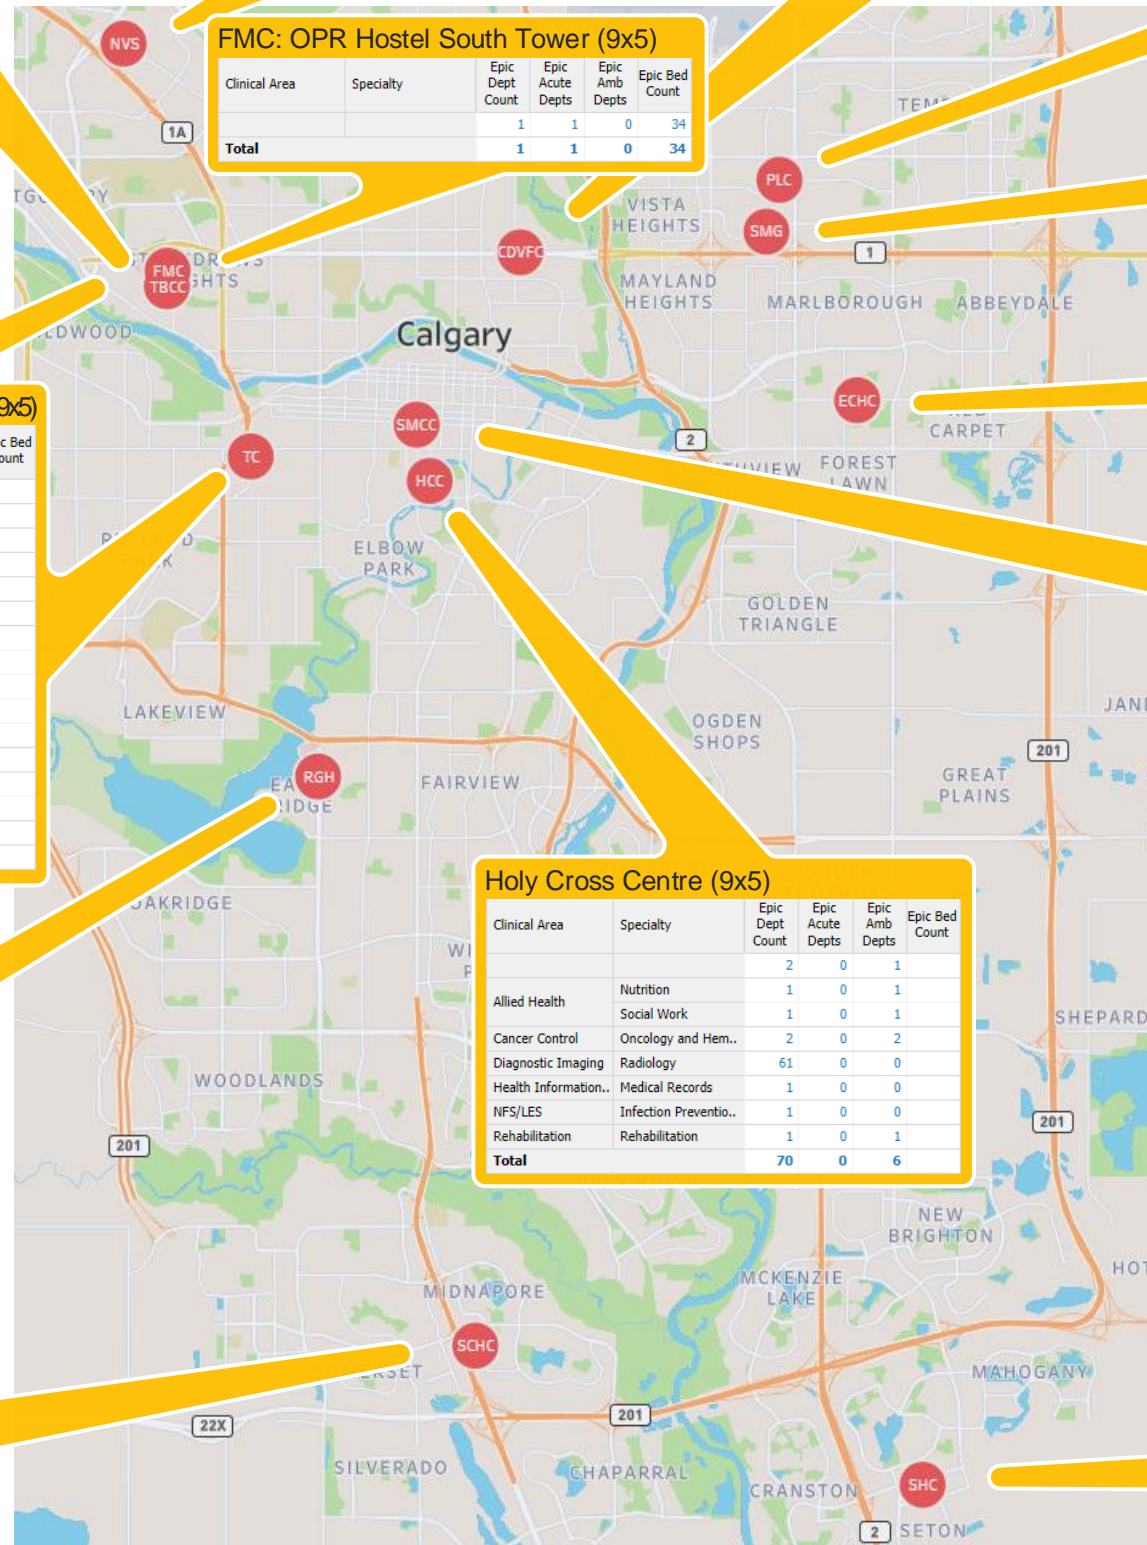 NVS
FMC: OPR Hostel South Tower (9x5)
Clinical Area Specialty Epic Dept Count Epic Acute Depts Epic Amb Depts Epic Bed Count
1 1 0 34
Total 1 1 0 34
1A
PLC
VISTA
HEIGHTS
SMG
CDVFC
1
FMC
TBCC
MAYLAND
HEIGHTS
MARLBOROUGH
ABBEYDALE
Calgary
9x5)
ECHC
CARPET
SMCC
2
TC
HCC
FOREST
LAWN
ELBOW
PARK
GOLDEN
TRIANGLE
LAKEVIEW
OGDEN
SHOPS
201
RGH
FAIRVIEW
GREAT
PLAINS
Holy Cross Centre (9x5)
Clinical Area Specialty Epic Dept Count Epic Acute Depts Epic Amb Depts Epic Bed Count
2 0 1
Allied Health Nutrition 1 0 1
Social Work 1 0 1
Cancer Control Oncology and Hem.. 2 0 2
Diagnostic Imaging Radiology 61 0 0
Health Information.. Medical Records 1 0 0
NFS/LES Infection Preventio.. 1 0 0
Rehabilitation Rehabilitation 1 0 1
Total 70 0 6
SHEPARD
WOODLANDS
201
201
NEW
BRIGHTON
MIDNAPORE
MCKENZIE
LAKE
SCHC
MAHOGANY
22X
201
SILVERADO
CHAPARRAL
CRANSTON
SHC
2
SETON